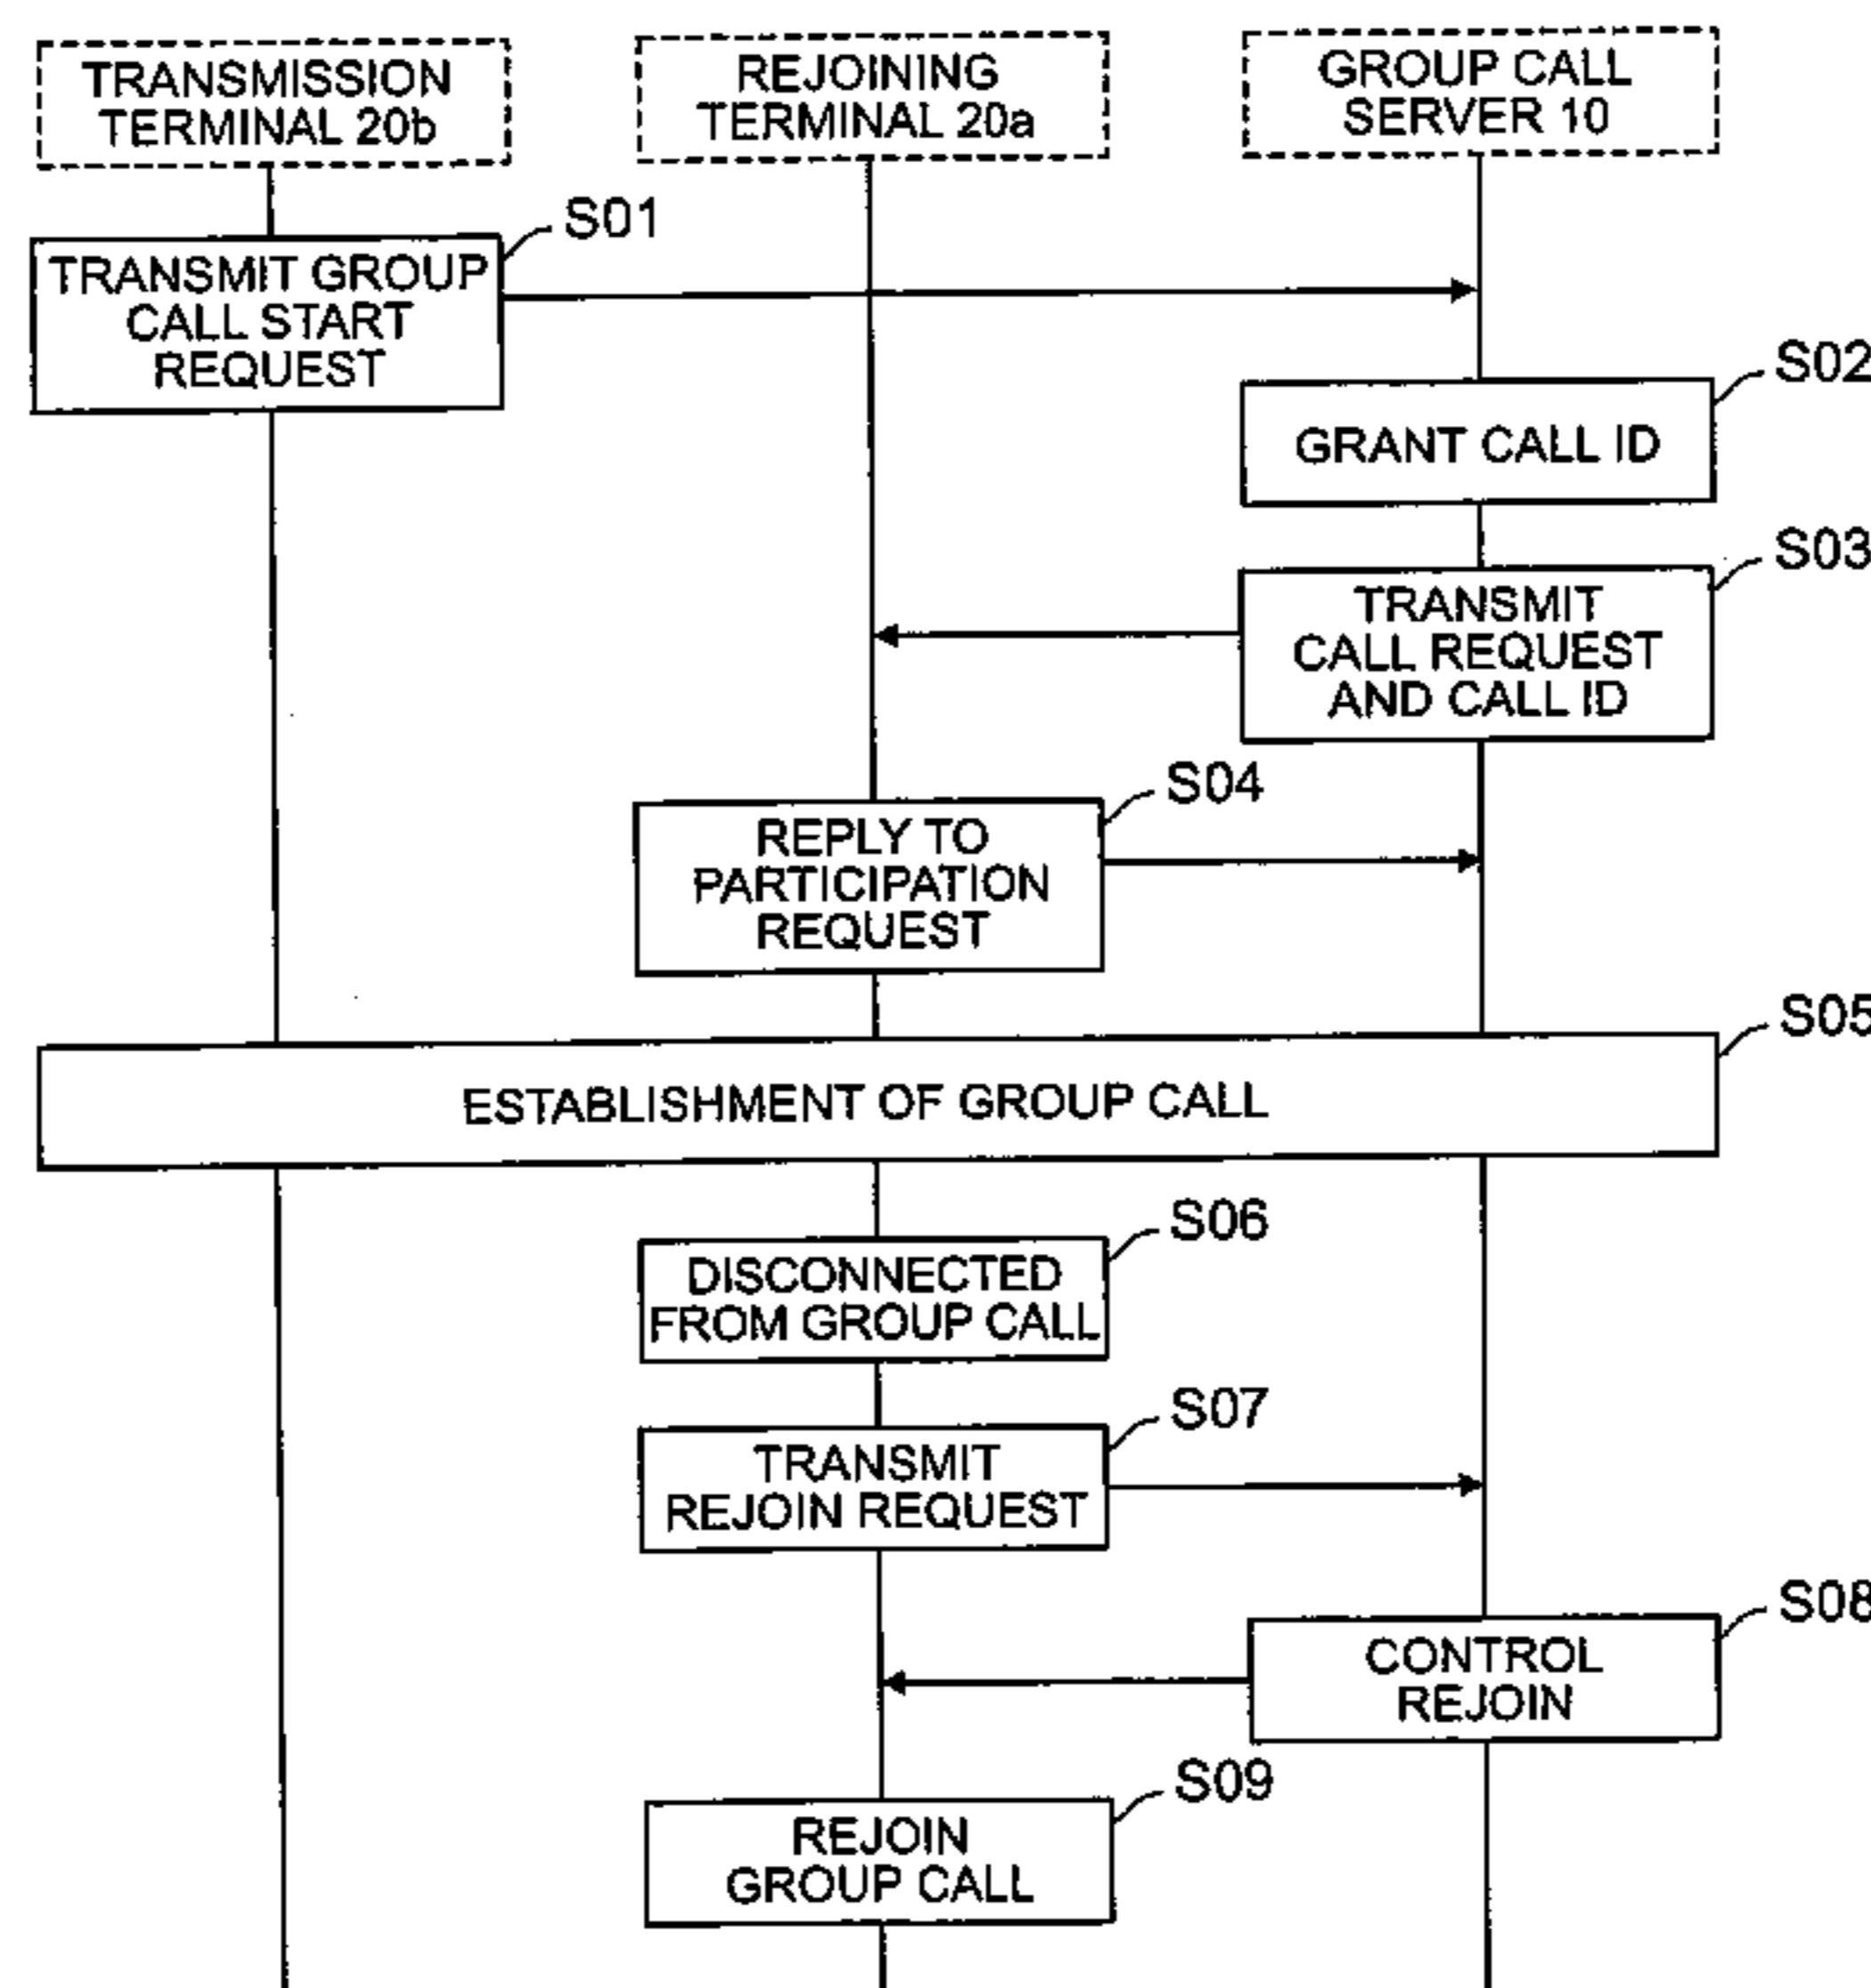 TRANSMISSION
TERMINAL 20b
REJOINING
TERMINAL 20a
GROUP CALL
SERVER 10
S01
TRANSMIT GROUP
CALL START
REQUEST
S02
GRANT CALL ID
S03
TRANSMIT
CALL REQUEST
AND CALL ID
S04
REPLY TO
PARTICIPATION
REQUEST
S05
ESTABLISHMENT OF GROUP CALL
S06
DISCONNECTED
FROM GROUP CALL
S07
TRANSMIT
REJOIN REQUEST
S08
CONTROL
REJOIN
S09
REJOIN
GROUP CALL